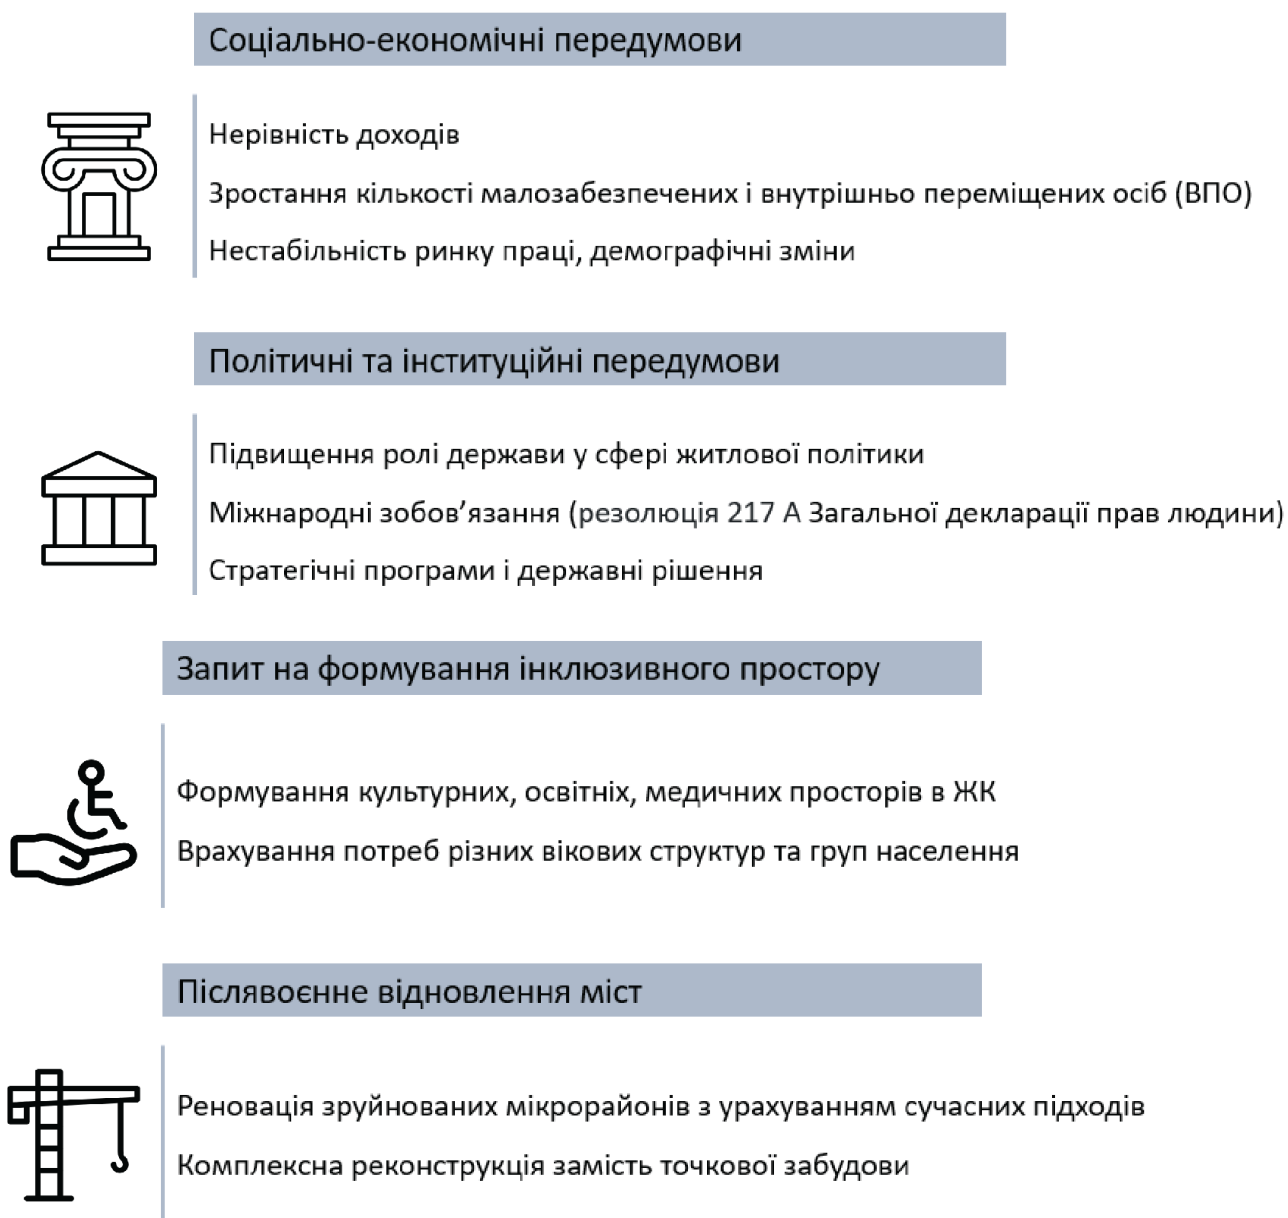 Соціально-економічні передумови
Нерівність доходів
Зростання кількості малозабезпечених і внутрішньо переміщених осіб (ВПО)
Нестабільність ринку праці, демографічні зміни
Політичні та інституційні передумови
Підвищення ролі держави у сфері житлової політики
Міжнародні зобов’язання (резолюція 217 А Загальної декларації прав людини)
Стратегічні програми і державні рішення
Запит на формування інклюзивного простору
Формування культурних, освітніх, медичних просторів в ЖК
Врахування потреб різних вікових структур та груп населення
Післявоєнне відновлення міст
Реновація зруйнованих мікрорайонів з урахуванням сучасних підходів
Комплексна реконструкція замість точкової забудови